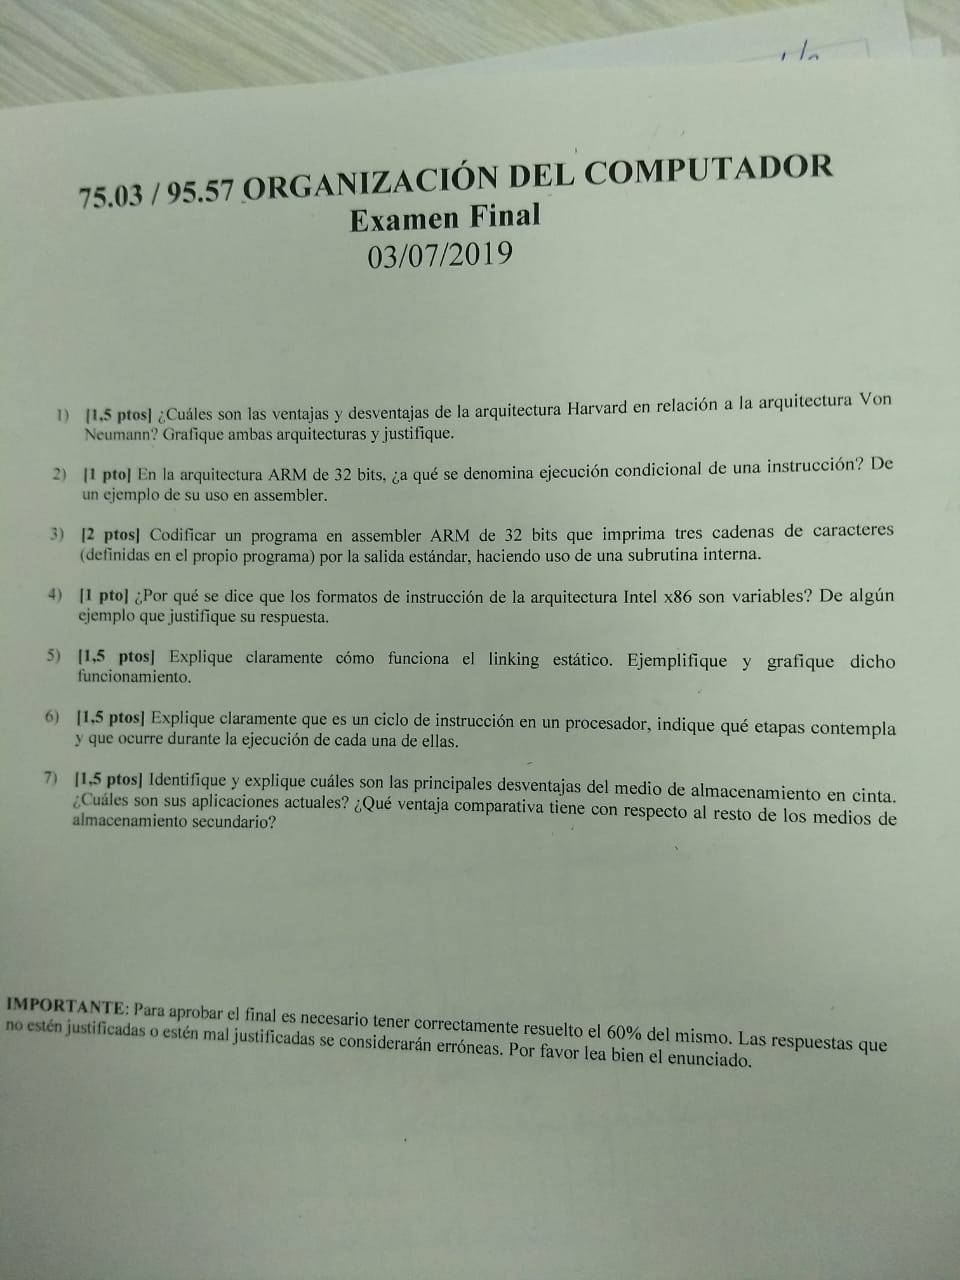 75.03 / 95.57 ORGANIZACIÓN DEL COMPUTADOR
Examen Final
03/07/2019
1) [1,5 ptos] ¿Cuáles son las ventajas y desventajas de la arquitectura Harvard en relación a la arquitectura Von
Neumann? Grafique ambas arquitecturas y justifique.
2) [1 pto] En la arquitectura ARM de 32 bits, ¿a qué se denomina ejecución condicional de una instrucción? De
un ejemplo de su uso en assembler.
3) [2 ptos] Codificar un programa en assembler ARM de 32 bits que imprima tres cadenas de caracteres
(definidas en el propio programa) por la salida estándar, haciendo uso de una subrutina interna.
4) [1 pto] ¿Por qué se dice que los formatos de instrucción de la arquitectura Intel x86 son variables? De algún
ejemplo que justifique su respuesta.
5) [1,5 ptos] Explique claramente cómo funciona el linking estático. Ejemplifique y grafique dicho
funcionamiento.
6) [1,5 ptos] Explique claramente que es un ciclo de instrucción en un procesador, indique qué etapas contempla
y que ocurre durante la ejecución de cada una de ellas.
7) [1,5 ptos] Identifique y explique cuáles son las principales desventajas del medio de almacenamiento en cinta.
¿Cuáles son sus aplicaciones actuales? ¿Qué ventaja comparativa tiene con respecto al resto de los medios de
almacenamiento secundario?
IMPORTANTE: Para aprobar el final es necesario tener correctamente resuelto el 60% del mismo. Las respuestas que
no estén justificadas o estén mal justificadas se considerarán erróneas. Por favor lea bien el enunciado.